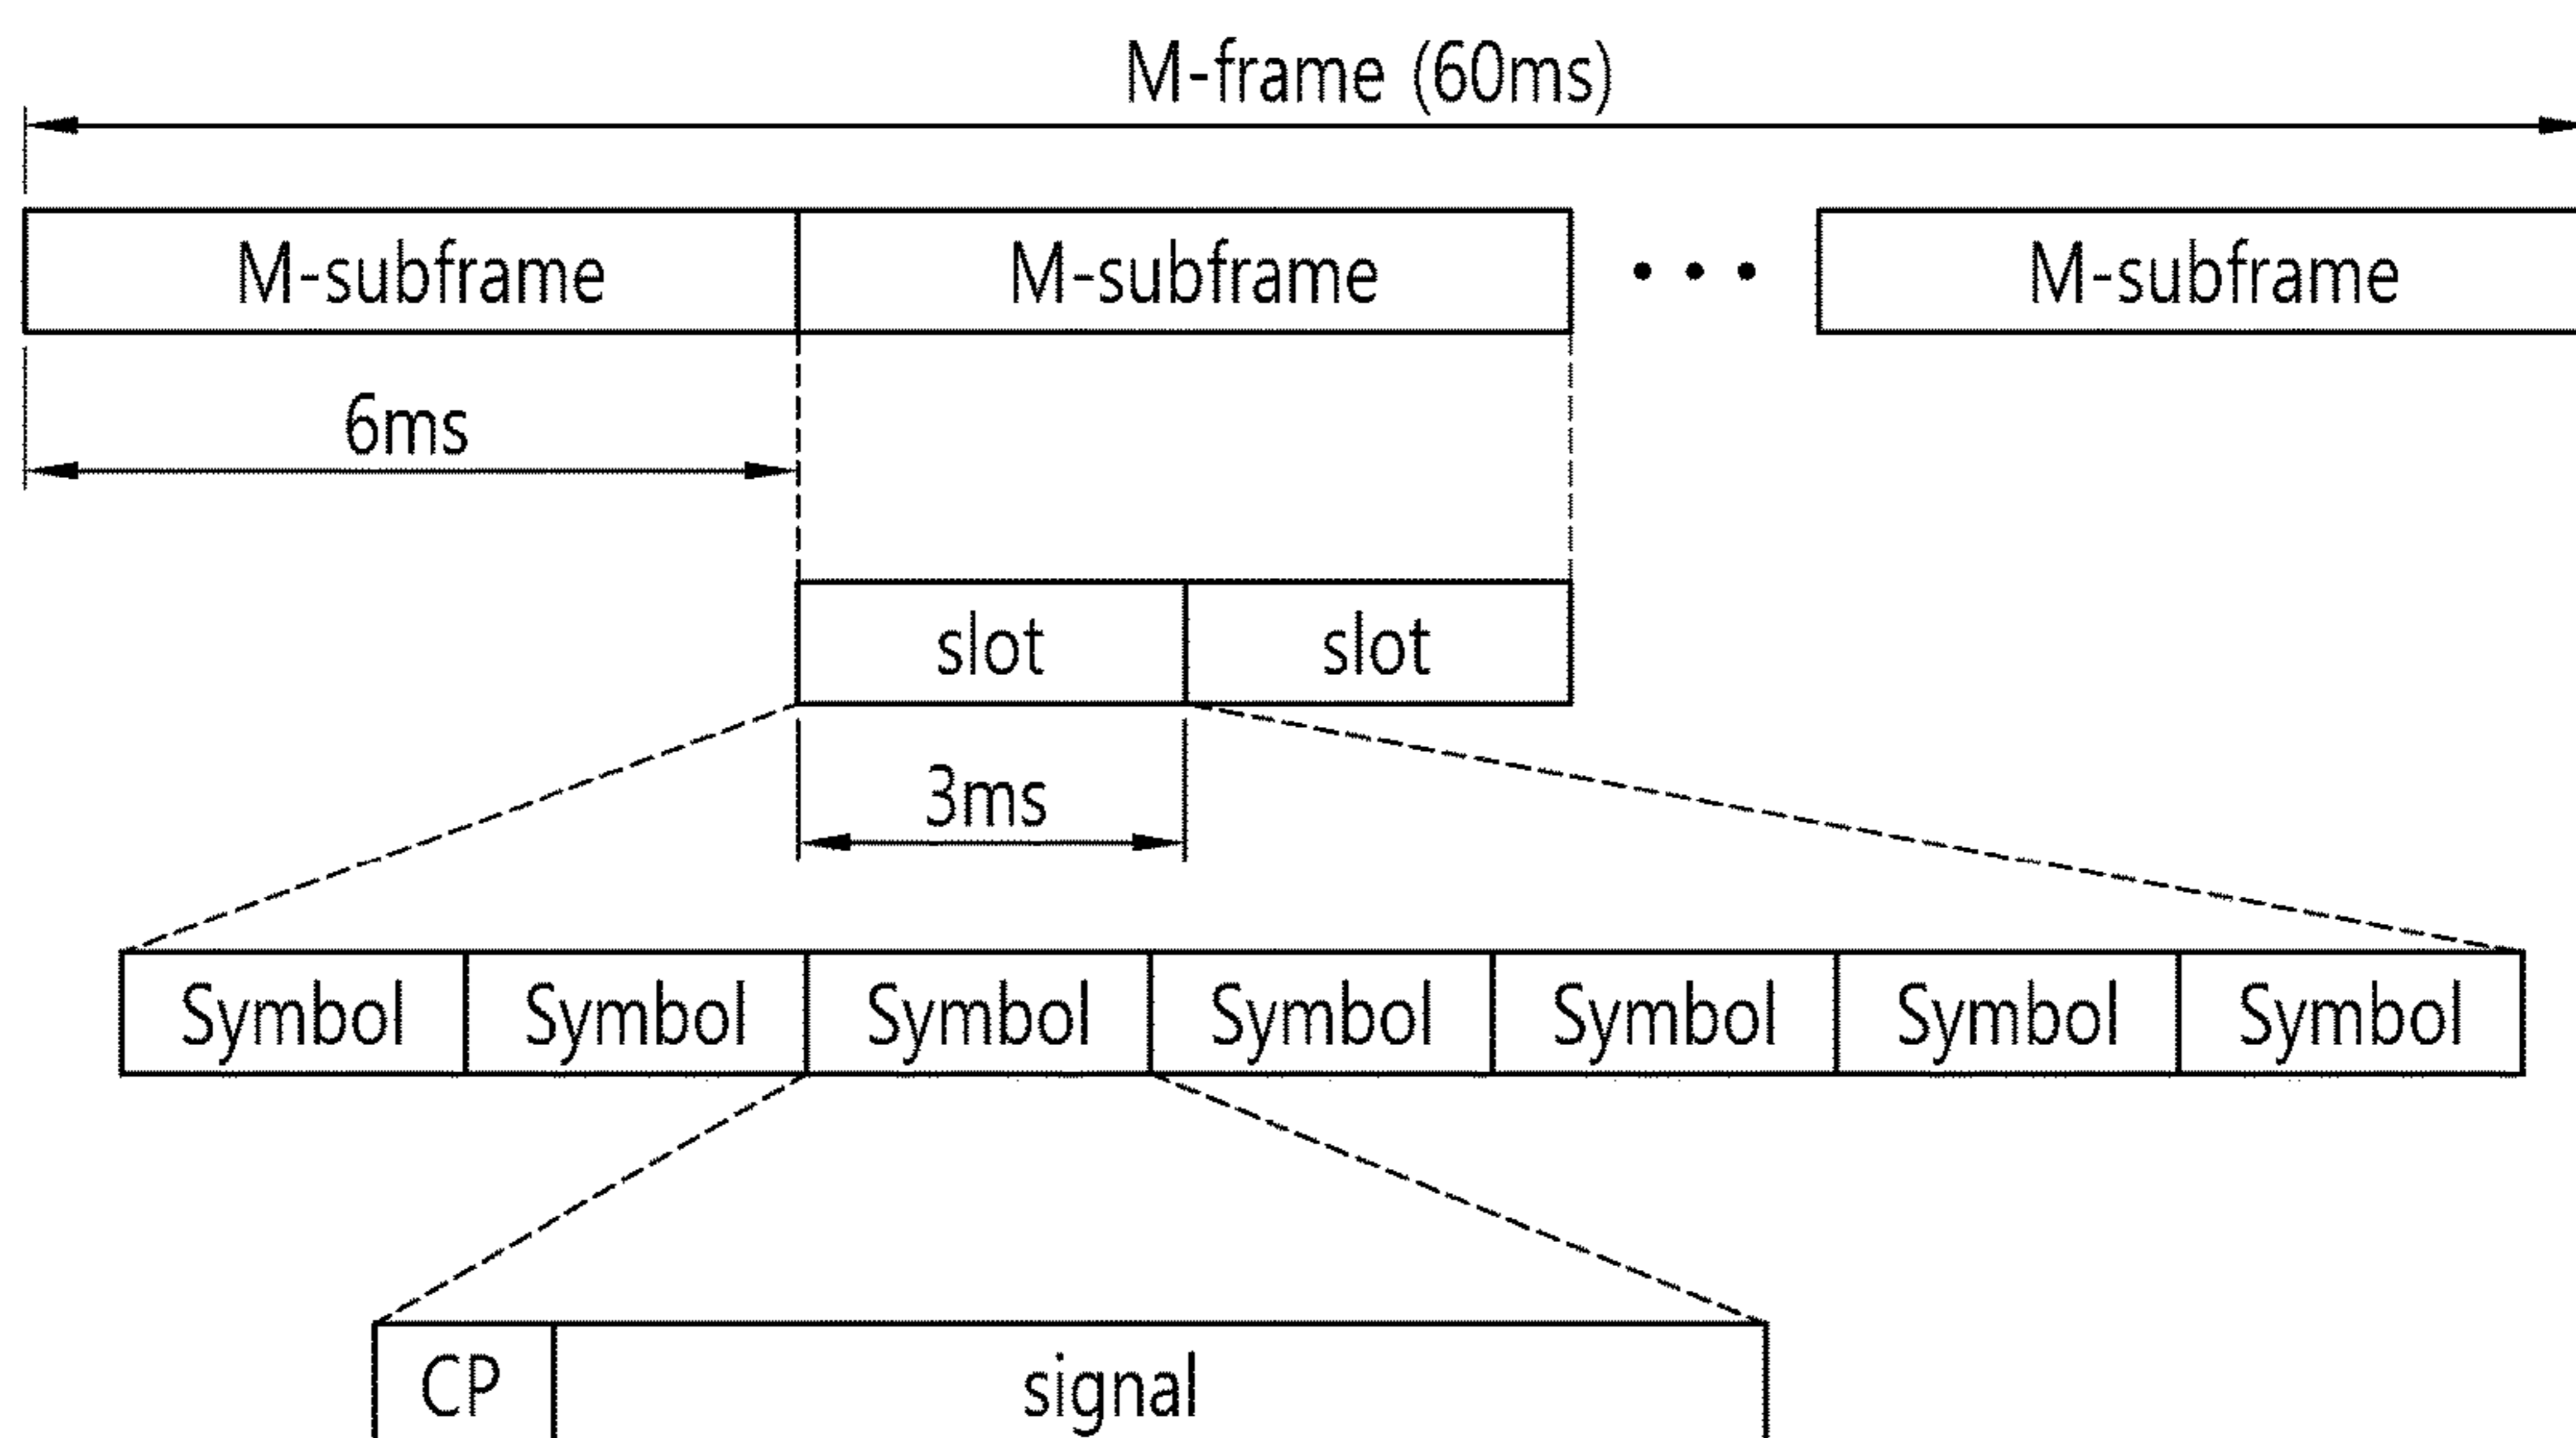 M-frame (60ms)
M-subframe M-subframe • • • M-subframe
6ms
slot slot
3ms
Symbol Symbol Symbol Symbol Symbol Symbol Symbol
CP signal